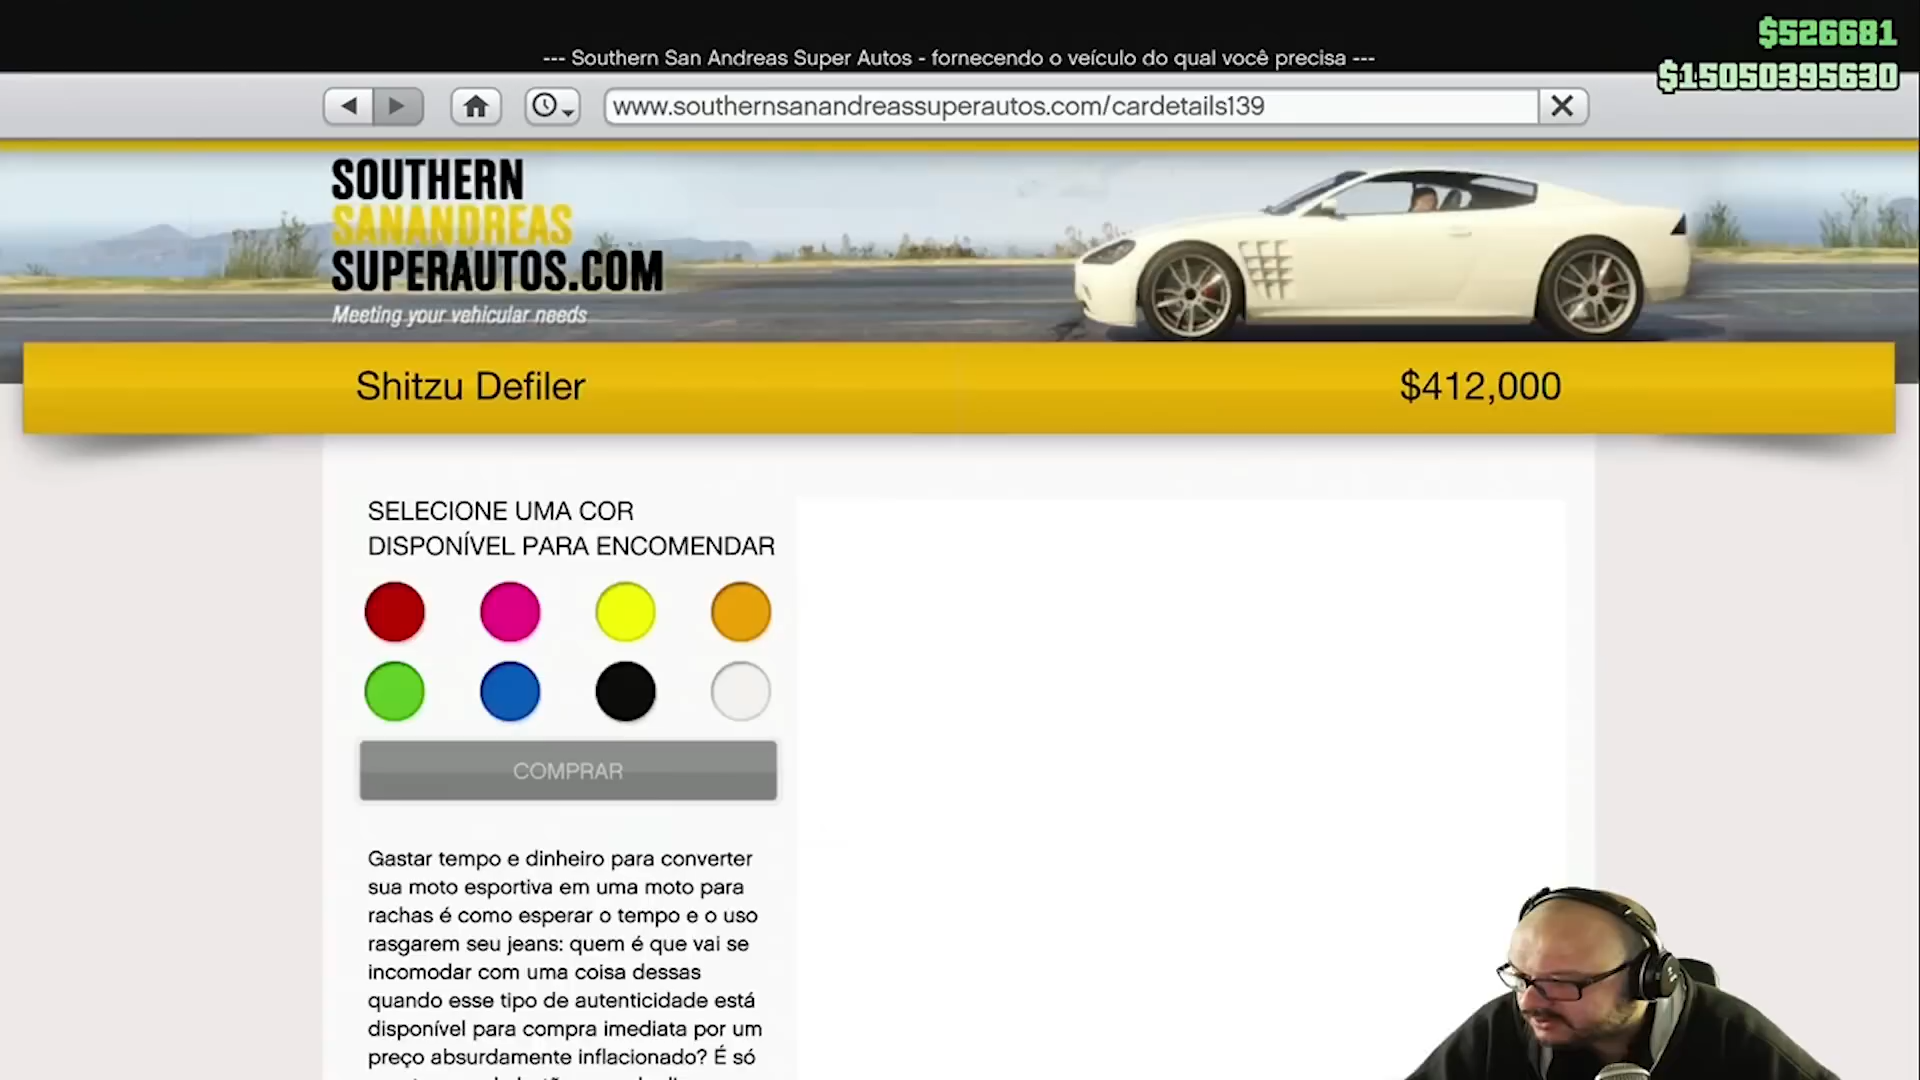 $526681
--- Southern San Andreas Super Autos - fornecendo o veículo do qual você precisa ---
$15050395630
www.southernsanandreassuperautos.com/cardetails139
SOUTHERN
SANANDREAS
SUPERAUTOS.COM
Meeting your vehicular needs
Shitzu Defiler
$412,000
SELECIONE UMA COR
DISPONÍVEL PARA ENCOMENDAR
COMPRAR
Gastar tempo e dinheiro para converter
sua moto esportiva em uma moto para
rachas é como esperar o tempo e o uso
rasgarem seu jeans: quem é que vai se
incomodar com uma coisa dessas
quando esse tipo de autenticidade está
disponível para compra imediata por um
preço absurdamente inflacionado? É só